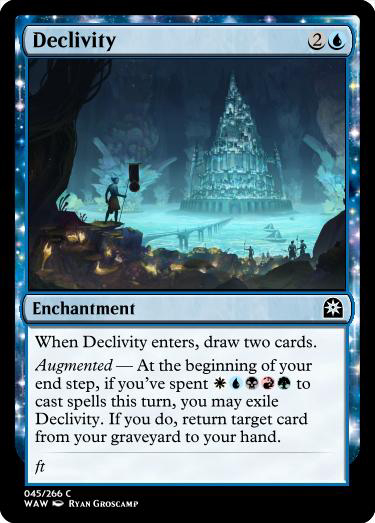 Declivity 2
Enchantment
When Declivity enters, draw two cards.
Augmented — At the beginning of your
end step, if you've spent to
cast spells this turn, you may exile
Declivity. If you do, return target card
from your graveyard to your hand.
ft
045/266 C
WAW Ryan Groscamp